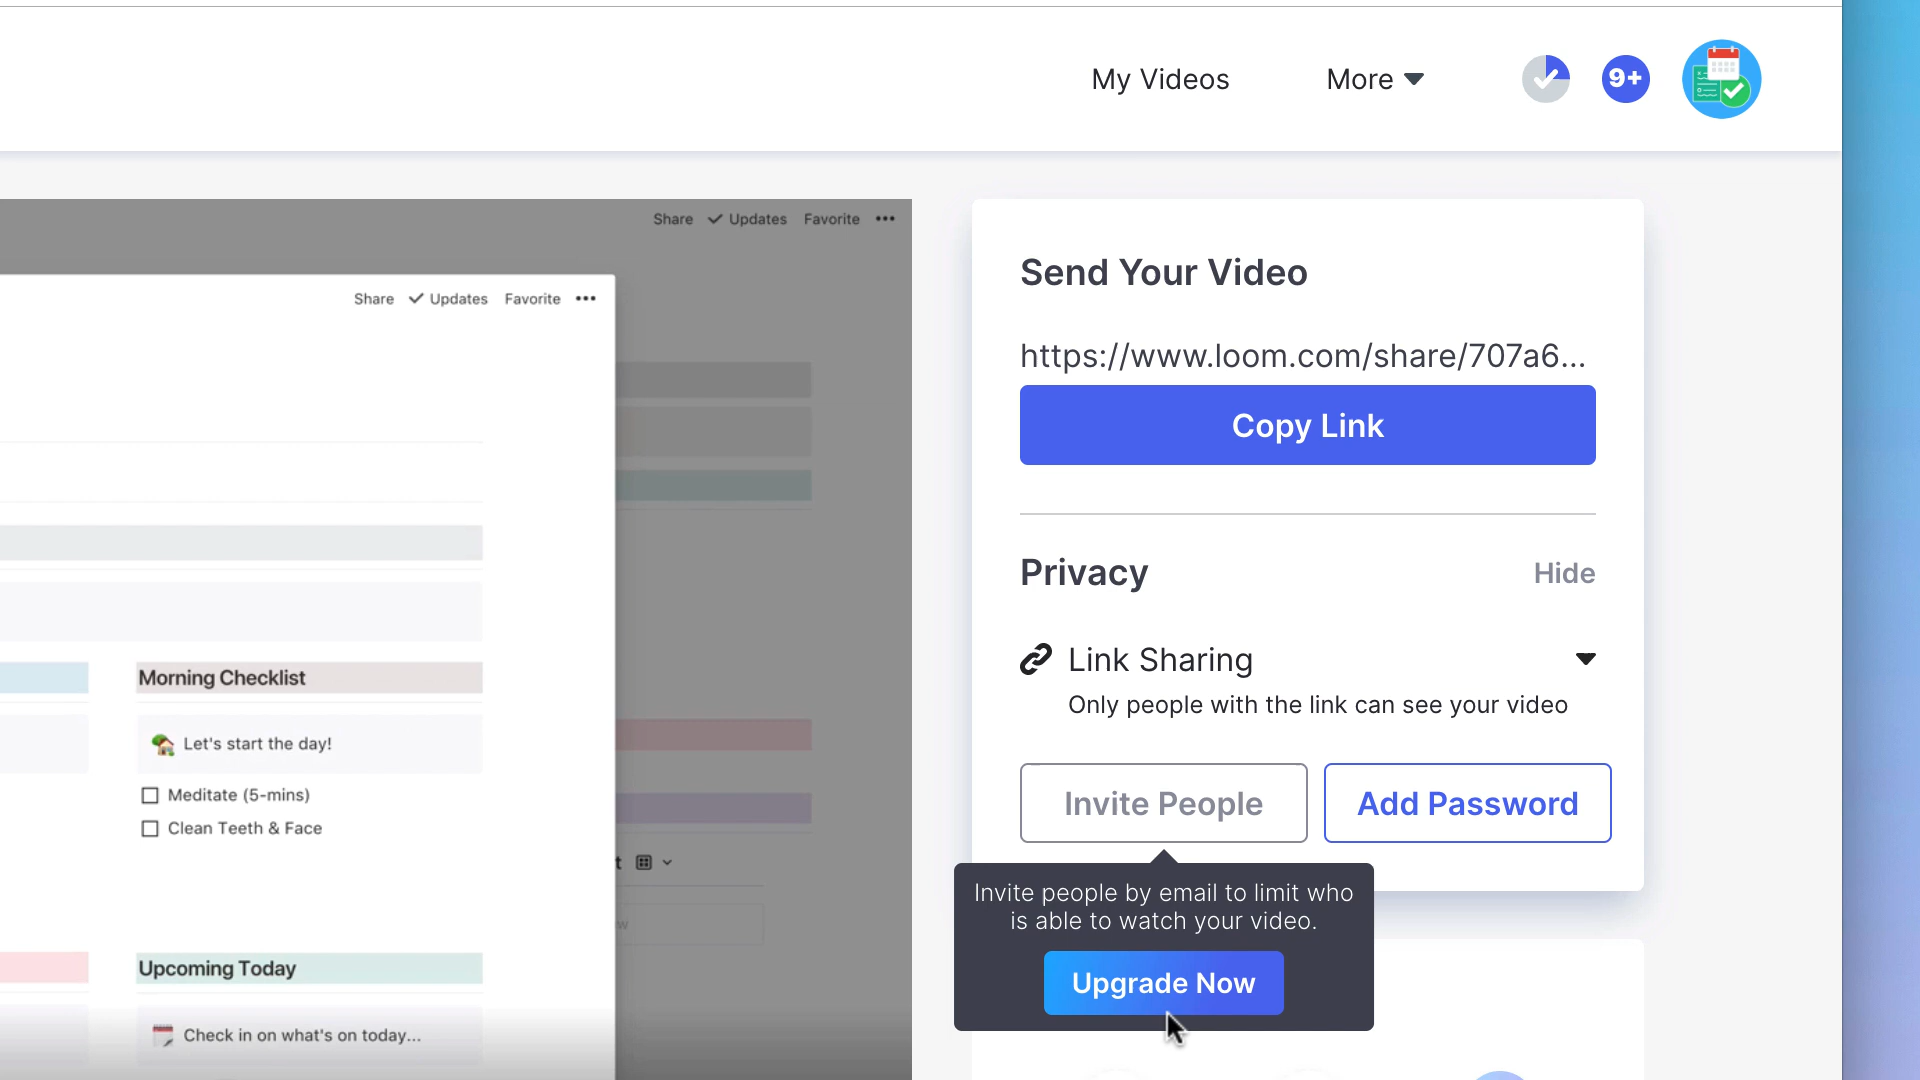 My Videos
More
9+
Share Updates Favorite •••
Share Updates Favorite •••
Morning Checklist
Let's start the day!
Meditate (5-mins)
Clean Teeth & Face
Upcoming Today
Check in on what's on today...
Send Your Video
https://www.loom.com/share/707a6...
Copy Link
Privacy
Hide
Link Sharing
Only people with the link can see your video
Invite People
Add Password
Invite people by email to limit who
is able to watch your video.
Upgrade Now